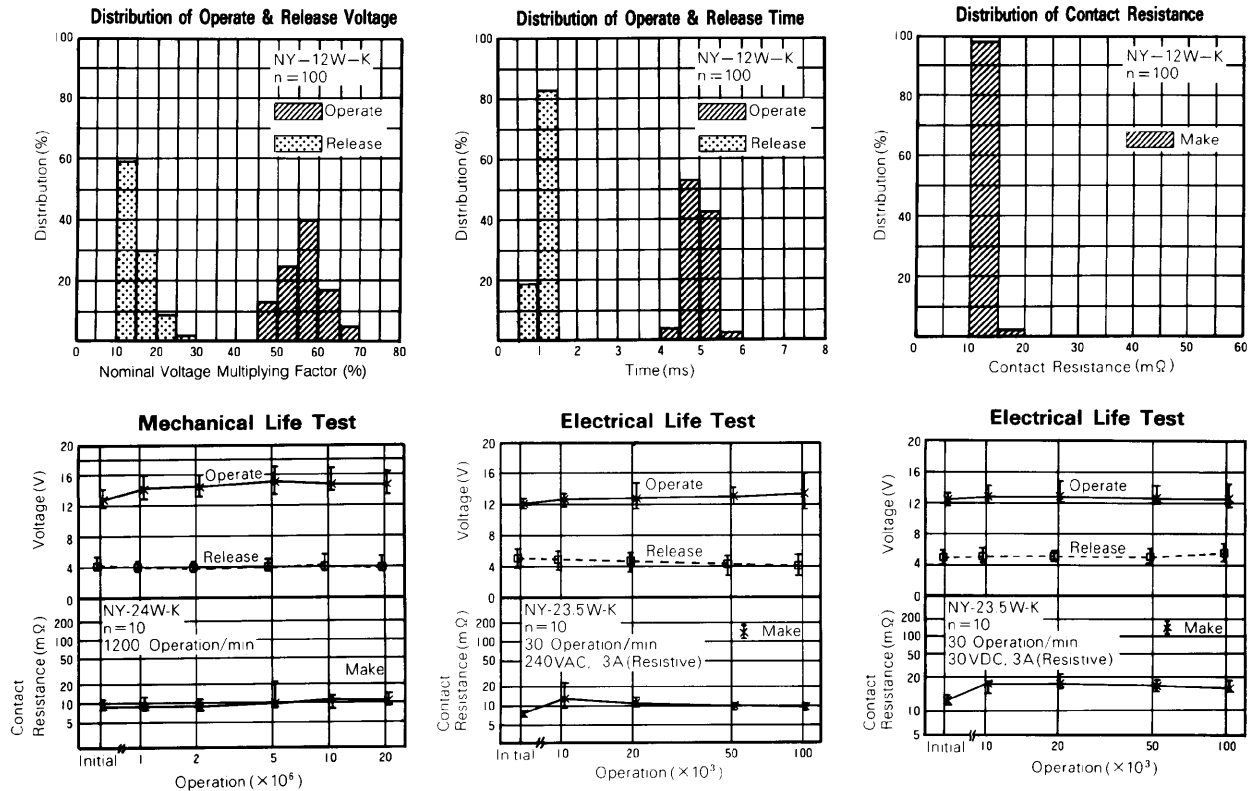 Distribution of Operate & Release Voltage
100
80
60
40
20
Distribution (%)
NY–12W–K
n=100
Operate
Release
0 10 20 30 40 50 60 70 80
Nominal Voltage Multiplying Factor (%)
Distribution of Operate & Release Time
100
80
60
40
20
Distribution (%)
NY–12W–K
n=100
Operate
Release
0 1 2 3 4 5 6 7 8
Time (ms)
Distribution of Contact Resistance
100
80
60
40
20
Distribution (%)
NY–12W–K
n=100
Make
0 10 20 30 40 50 60
Contact Resistance (mΩ)
Mechanical Life Test
20
16
12
8
4
0
Voltage (V)
Operate
Release
200
100
50
20
10
5
Contact
Resistance (mΩ)
NY-24W-K
n=10
1200 Operation/min
Make
Initial 1 2 5 10 20
Operation (×10⁶)
Electrical Life Test
20
16
12
8
4
0
Voltage (V)
Operate
Release
200
100
50
20
10
5
Contact
Resistance (mΩ)
NY-23.5W-K
n=10
30 Operation/min
240VAC, 3A (Resistive)
Make
Initial 10 20 50 100
Operation (×10³)
Electrical Life Test
20
16
12
8
4
0
Voltage (V)
Operate
Release
200
100
50
20
10
5
Contact
Resistance (mΩ)
NY-23.5W-K
n=10
30 Operation/min
30VDC, 3A (Resistive)
Make
Initial 10 20 50 100
Operation (×10³)